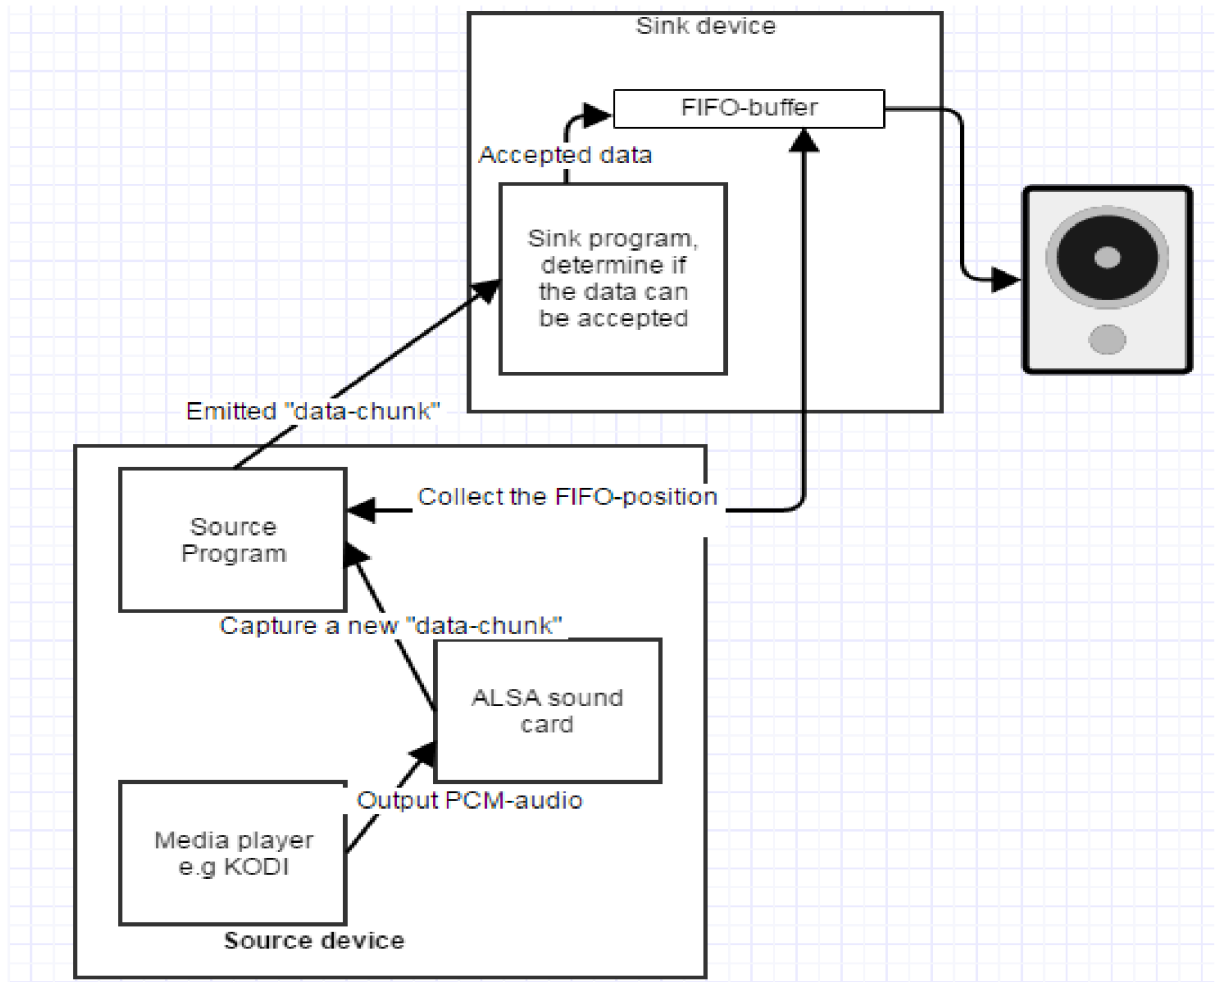 Sink device
FIFO-buffer
Accepted data
Sink program,
determine if
the data can
be accepted
Emitted "data-chunk"
Collect the FIFO-position
Source
Program
Capture a new "data-chunk"
ALSA sound
card
Output PCM-audio
Media player
e.g KODI
Source device